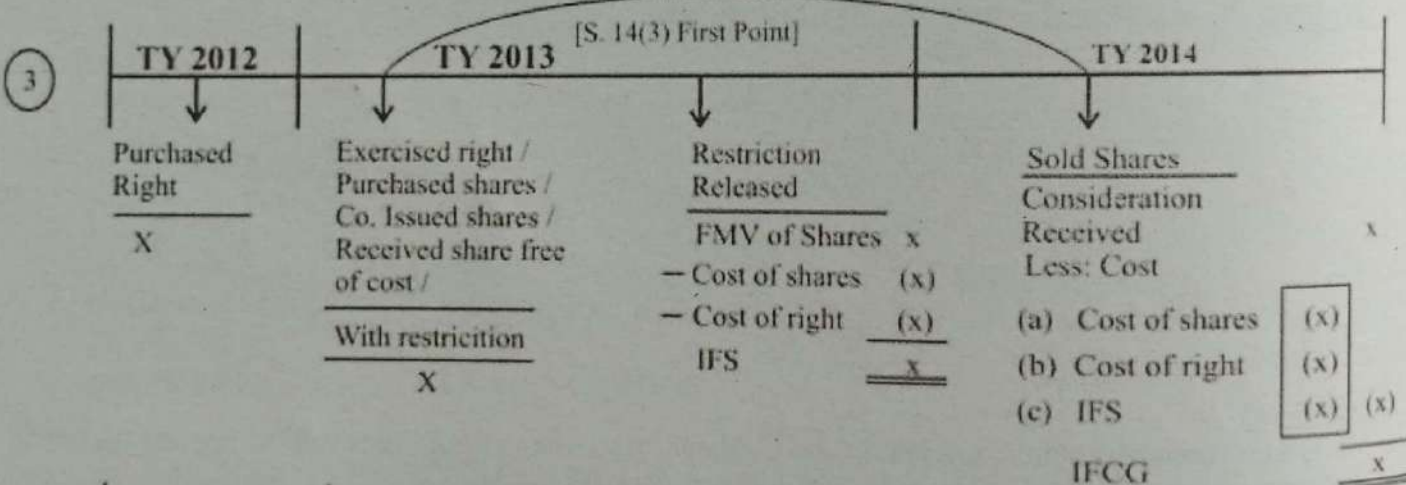 3
TY 2012
TY 2013
[S. 14(3) First Point]
TY 2014
Purchased
Right
X
Exercised right /
Purchased shares /
Co. Issued shares /
Received share free
of cost /
With restricition
X
Restriction
Released
FMV of Shares x
— Cost of shares (x)
— Cost of right (x)
IFS x
Sold Shares
Consideration
Received x
Less: Cost
(a) Cost of shares (x)
(b) Cost of right (x)
(c) IFS (x) (x)
IFCG x